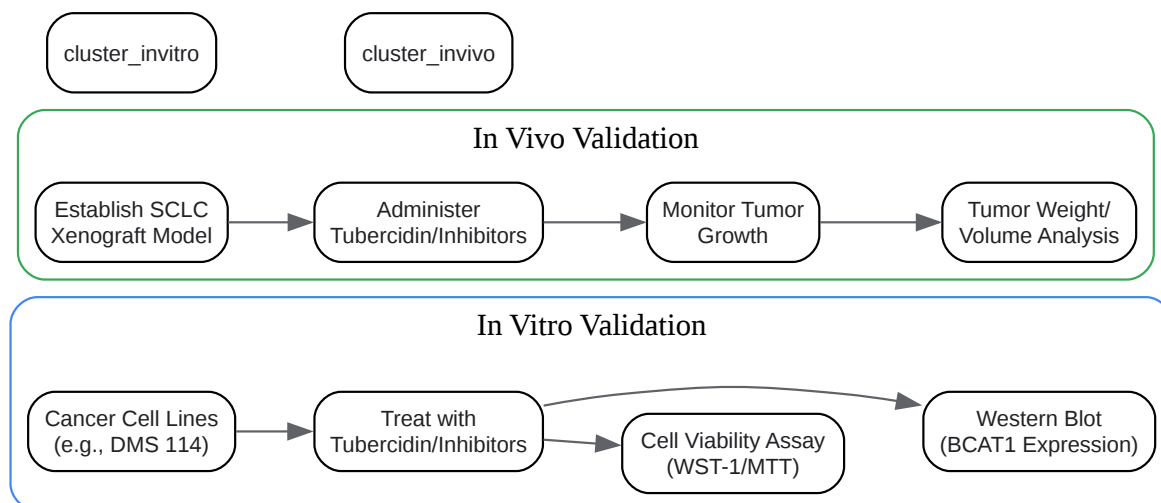 cluster_invitro
cluster_invivo
In Vivo Validation
Establish SCLC
Xenograft Model
Administer
Tubercidin/Inhibitors
Monitor Tumor
Growth
Tumor Weight/
Volume Analysis
In Vitro Validation
Cancer Cell Lines
(e.g., DMS 114)
Treat with
Tubercidin/Inhibitors
Cell Viability Assay
(WST-1/MTT)
Western Blot
(BCAT1 Expression)